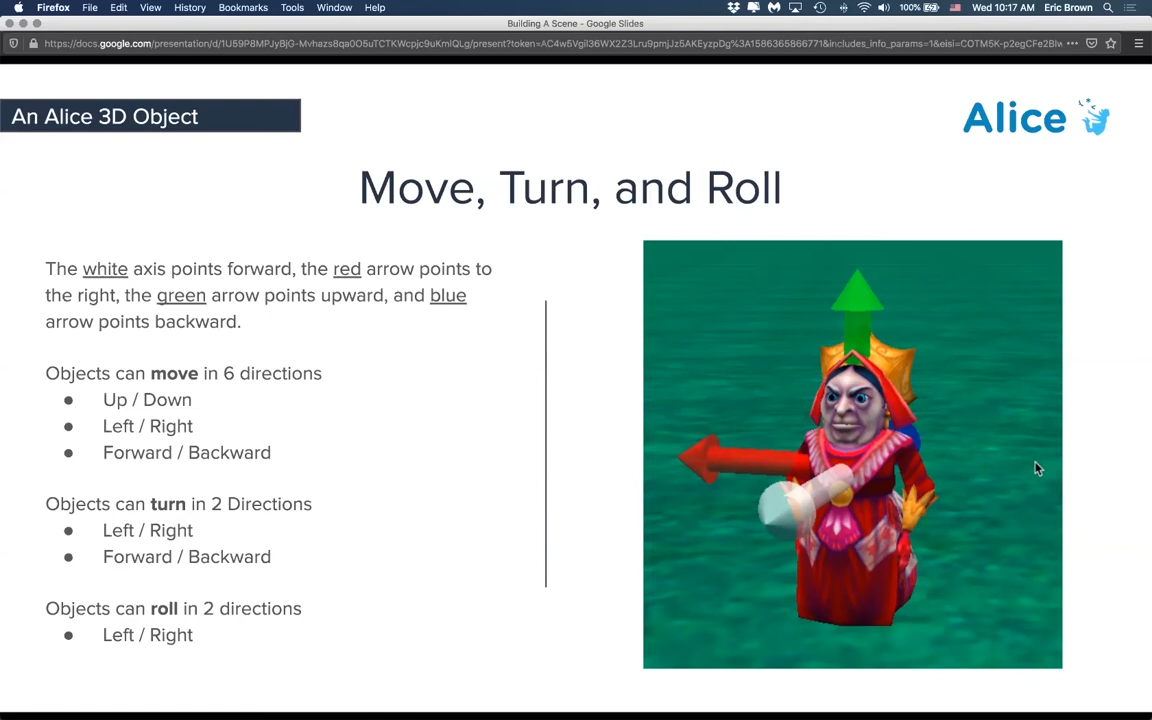 Firefox File Edit View History Bookmarks Tools Window Help 100% Wed 10:17 AM Eric Brown
Building A Scene - Google Slides
An Alice 3D Object
Alice
Move, Turn, and Roll
The white axis points forward, the red arrow points to
the right, the green arrow points upward, and blue
arrow points backward.
Objects can move in 6 directions
● Up / Down
● Left / Right
● Forward / Backward
Objects can turn in 2 Directions
● Left / Right
● Forward / Backward
Objects can roll in 2 directions
● Left / Right